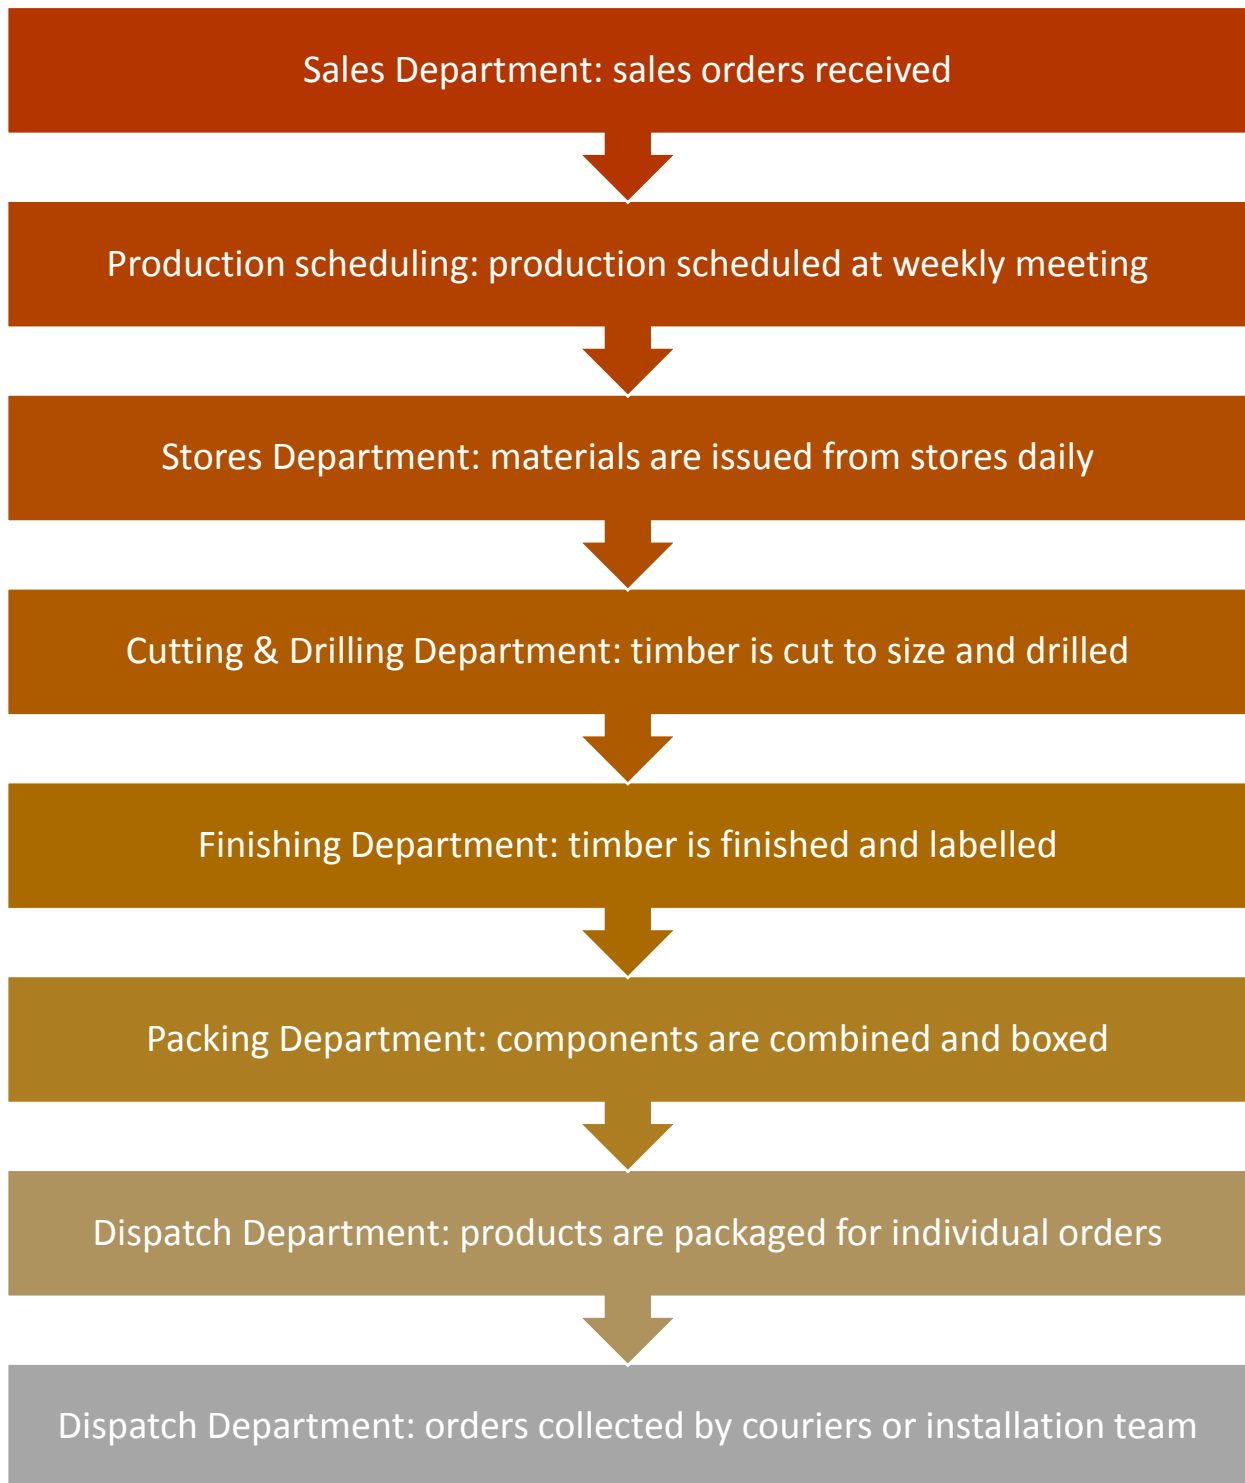 Sales Department: sales orders received
Production scheduling: production scheduled at weekly meeting
Stores Department: materials are issued from stores daily
Cutting & Drilling Department: timber is cut to size and drilled
Finishing Department: timber is finished and labelled
Packing Department: components are combined and boxed
Dispatch Department: products are packaged for individual orders
Dispatch Department: orders collected by couriers or installation team